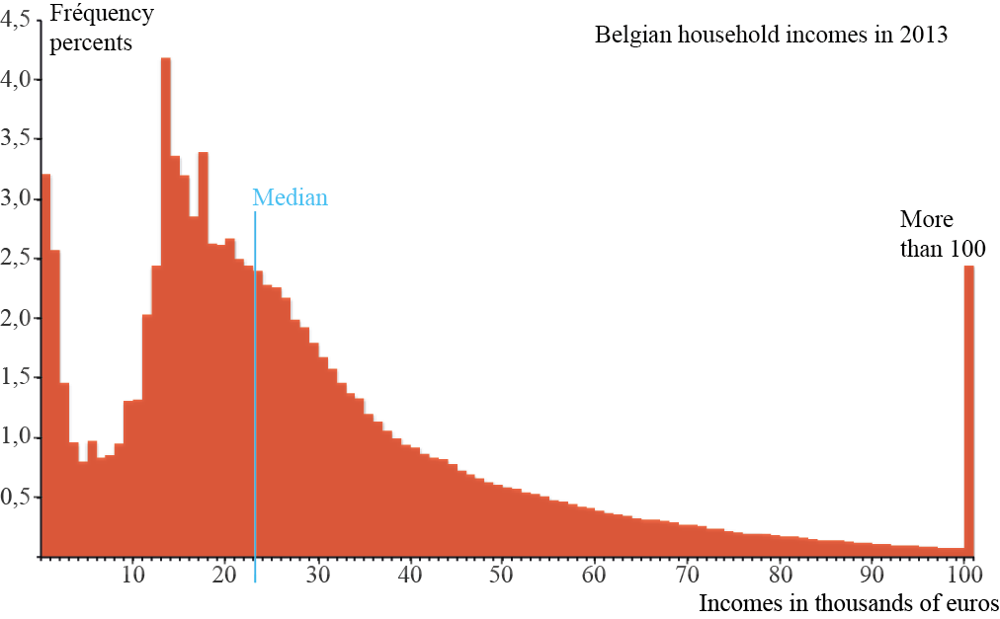 Fréquency
percents
Belgian household incomes in 2013
4,5
4,0
3,5
3,0
2,5
2,0
1,5
1,0
0,5
Median
More
than 100
10 20 30 40 50 60 70 80 90 100
Incomes in thousands of euros